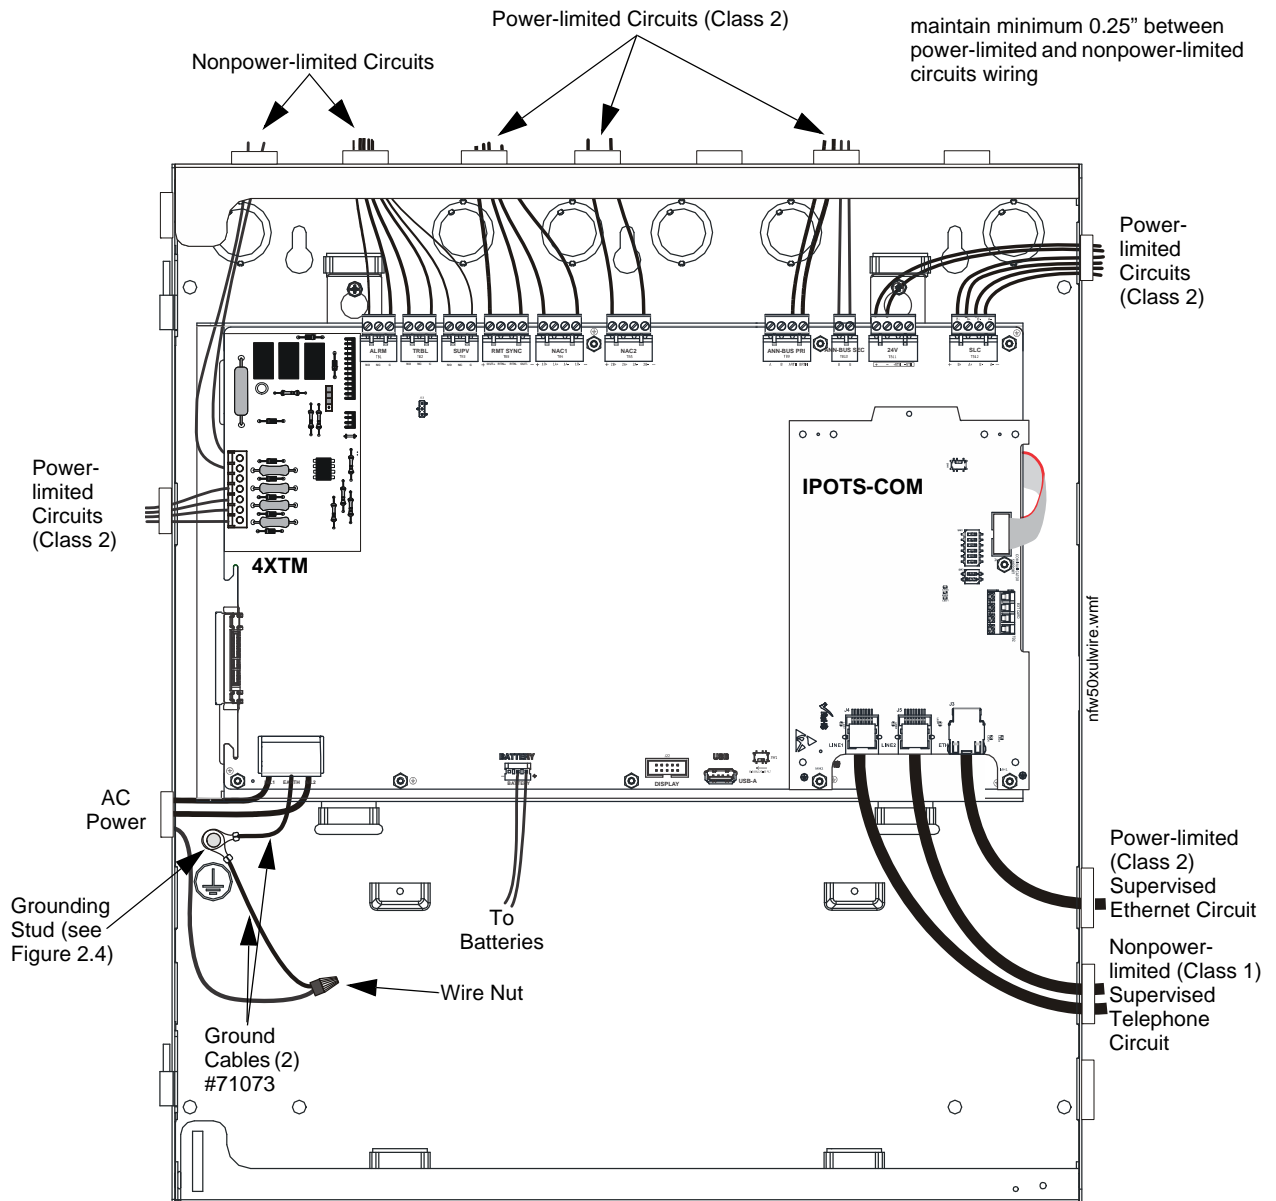 Power-limited Circuits (Class 2)
maintain minimum 0.25” between
power-limited and nonpower-limited
circuits wiring
Nonpower-limited Circuits
Power-
limited
Circuits
(Class 2)
ALRM
TRBL
SUPV
RMT SYNC
NAC1
NAC2
ANN-BUS PRI
ANN-BUS SEC
24V
SLC
Power-
limited
Circuits
(Class 2)
IPOTS-COM
4XTM
nfw50xulwire.wmf
J4
J5
J3
LINE1
LINE2
BATTERY
DISPLAY
USB
USB-A
EARTH
AC
Power
Grounding
Stud (see
Figure 2.4)
To
Batteries
Wire Nut
Ground
Cables (2)
#71073
Power-limited
(Class 2)
Supervised
Ethernet Circuit
Nonpower-
limited (Class 1)
Supervised
Telephone
Circuit